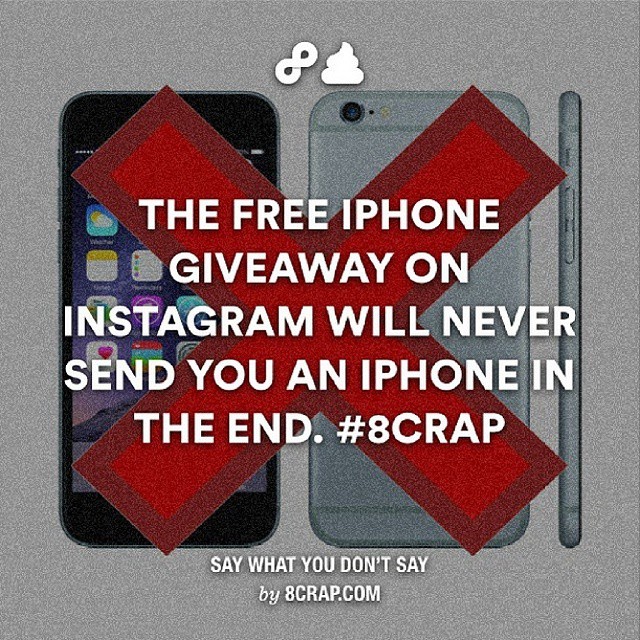 THE FREE IPHONE
GIVEAWAY ON
INSTAGRAM WILL NEVER
SEND YOU AN IPHONE IN
THE END. #8CRAP
SAY WHAT YOU DON'T SAY
by 8CRAP.COM